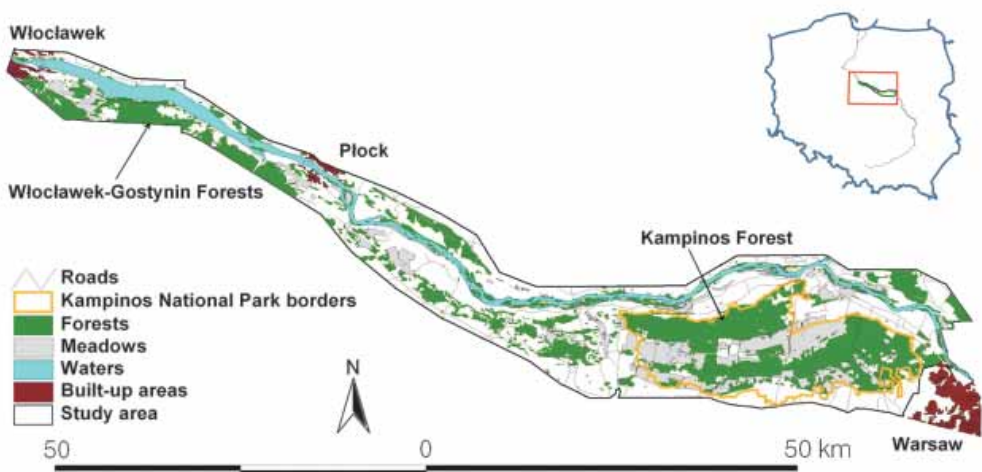 Włocławek
Płock
Włocławek-Gostynin Forests
Kampinos Forest
Roads
Kampinos National Park borders
Forests
Meadows
Waters
Built-up areas
Study area
N
Warsaw
50 0 50 km